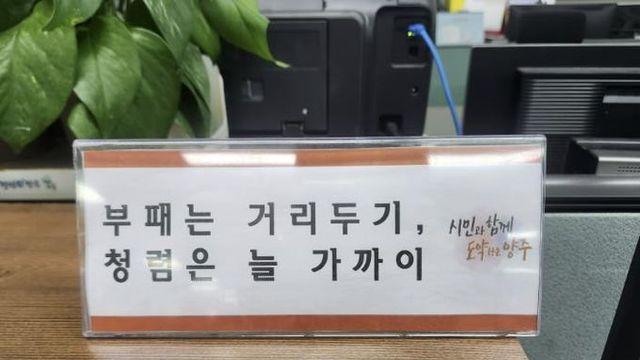 부패는 거리두기,
청렴은 늘 가까이
시민과 함께
도약하는 양주